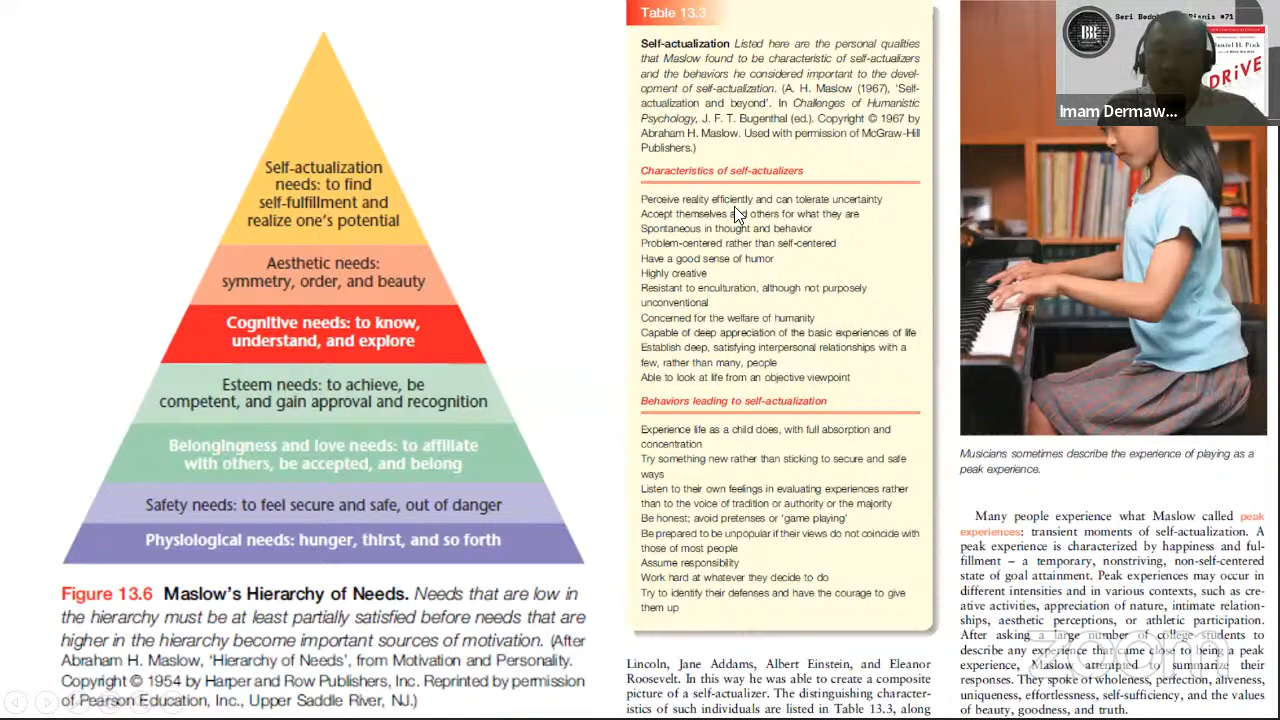 Self-actualization
needs: to find
self-fulfillment and
realize one's potential
Aesthetic needs:
symmetry, order, and beauty
Cognitive needs: to know,
understand, and explore
Esteem needs: to achieve, be
competent, and gain approval and recognition
Belongingness and love needs: to affiliate
with others, be accepted, and belong
Safety needs: to feel secure and safe, out of danger
Physiological needs: hunger, thirst, and so forth
Figure 13.6 Maslow's Hierarchy of Needs. Needs that are low in
the hierarchy must be at least partially satisfied before needs that are
higher in the hierarchy become important sources of motivation. (After
Abraham H. Maslow, 'Hierarchy of Needs', from Motivation and Personality.
Copyright © 1954 by Harper and Row Publishers, Inc. Reprinted by permission
of Pearson Education, Inc., Upper Saddle River, NJ.)
Table 13.3
Self-actualization Listed here are the personal qualities
that Maslow found to be characteristic of self-actualizers
and the behaviors he considered important to the devel-
opment of self-actualization. (A. H. Maslow (1967), 'Self-
actualization and beyond'. In Challenges of Humanistic
Psychology, J. F. T. Bugenthal (ed.). Copyright © 1967 by
Abraham H. Maslow. Used with permission of McGraw-Hill
Publishers.)
Characteristics of self-actualizers
Perceive reality efficiently and can tolerate uncertainty
Accept themselves and others for what they are
Spontaneous in thought and behavior
Problem-centered rather than self-centered
Have a good sense of humor
Highly creative
Resistant to enculturation, although not purposely
unconventional
Concerned for the welfare of humanity
Capable of deep appreciation of the basic experiences of life
Establish deep, satisfying interpersonal relationships with a
few, rather than many, people
Able to look at life from an objective viewpoint
Behaviors leading to self-actualization
Experience life as a child does, with full absorption and
concentration
Try something new rather than sticking to secure and safe
ways
Listen to their own feelings in evaluating experiences rather
than to the voice of tradition or authority or the majority
Be honest; avoid pretenses or 'game playing'
Be prepared to be unpopular if their views do not coincide with
those of most people
Assume responsibility
Work hard at whatever they decide to do
Try to identify their defenses and have the courage to give
them up
Lincoln, Jane Addams, Albert Einstein, and Eleanor
Roosevelt. In this way he was able to create a composite
picture of a self-actualizer. The distinguishing character-
istics of such individuals are listed in Table 13.3, along
Seri #71
BB
Daniel H. Pink
DRiVE
Imam Dermaw...
Musicians sometimes describe the experience of playing as a
peak experience.
Many people experience what Maslow called peak
experiences: transient moments of self-actualization. A
peak experience is characterized by happiness and ful-
fillment – a temporary, nonstriving, non-self-centered
state of goal attainment. Peak experiences may occur in
different intensities and in various contexts, such as cre-
ative activities, appreciation of nature, intimate relation-
ships, aesthetic perceptions, or athletic participation.
After asking a large number of college students to
describe any experience that came close to being a peak
experience, Maslow attempted to summarize their
responses. They spoke of wholeness, perfection, aliveness,
uniqueness, effortlessness, self-sufficiency, and the values
of beauty, goodness, and truth.
zoom